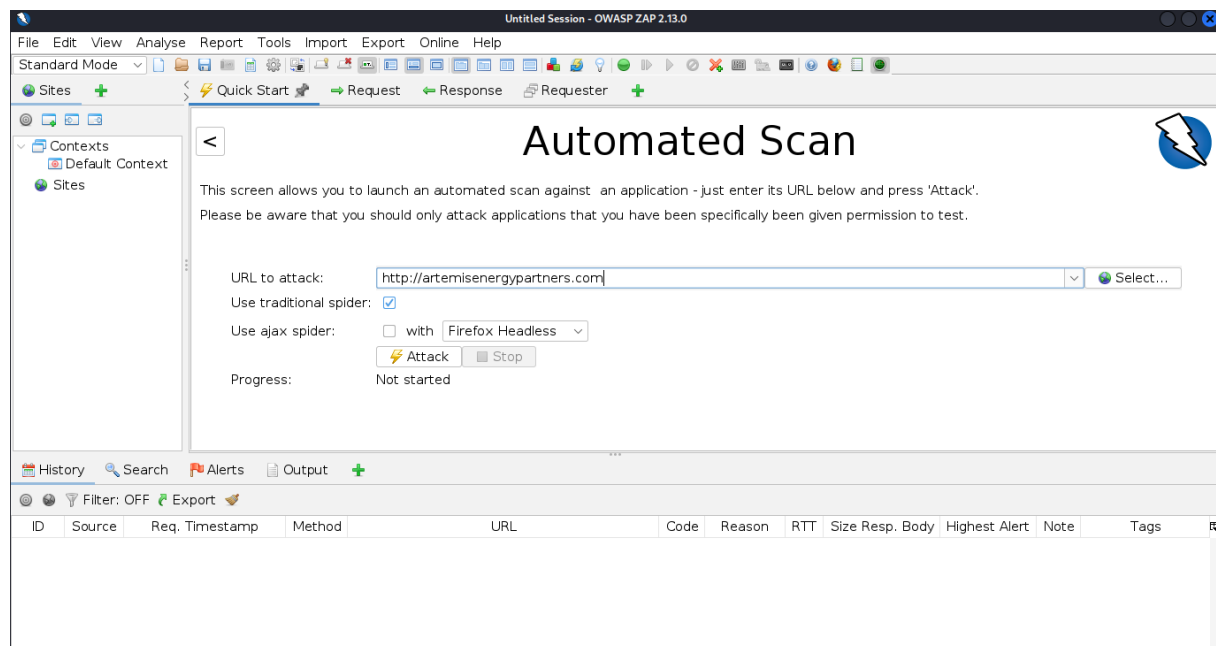 Untitled Session - OWASP ZAP 2.13.0
File Edit View Analyse Report Tools Import Export Online Help
Standard Mode
Sites
Quick Start Request Response Requester
Contexts
Default Context
Sites
<
Automated Scan
This screen allows you to launch an automated scan against an application - just enter its URL below and press 'Attack'.
Please be aware that you should only attack applications that you have been specifically been given permission to test.
URL to attack: http://artemisenergypartners.com Select...
Use traditional spider:
Use ajax spider: with Firefox Headless
Attack Stop
Progress: Not started
History Search Alerts Output
Filter: OFF Export
ID Source Req. Timestamp Method URL Code Reason RTT Size Resp. Body Highest Alert Note Tags